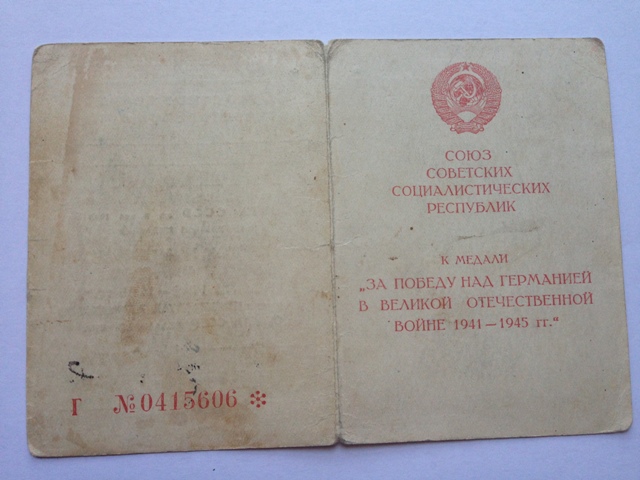 Г №0415606 *
СОЮЗ
СОВЕТСКИХ
СОЦИАЛИСТИЧЕСКИХ
РЕСПУБЛИК
К МЕДАЛИ
„ЗА ПОБЕДУ НАД ГЕРМАНИЕЙ
В ВЕЛИКОЙ ОТЕЧЕСТВЕННОЙ
ВОЙНЕ 1941—1945 гг.“